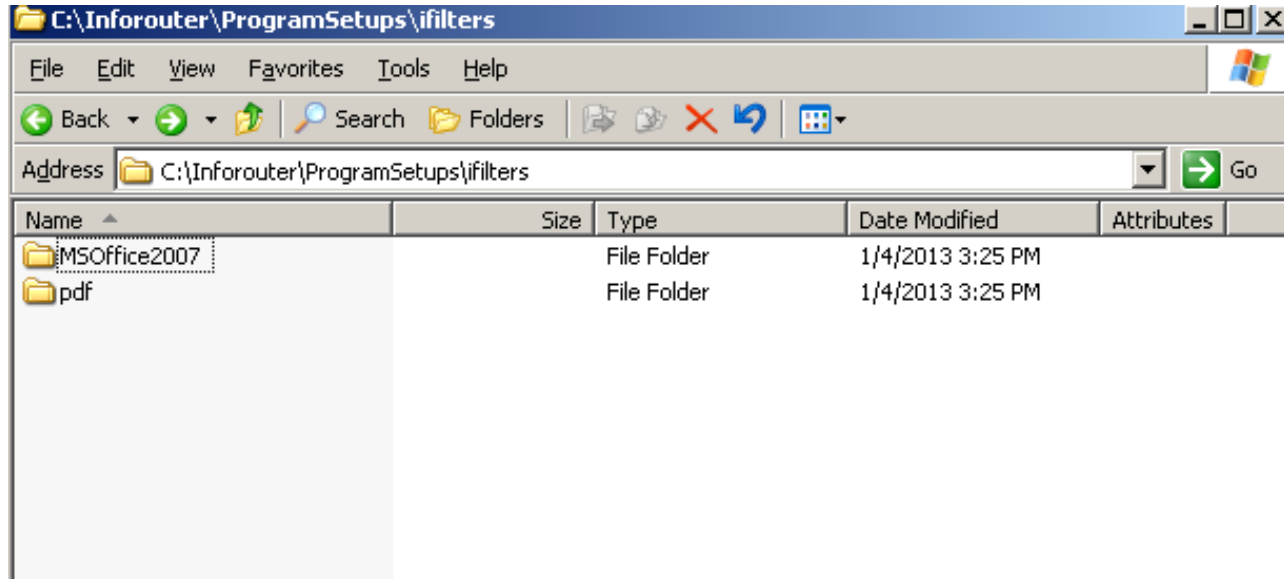 C:\Inforouter\ProgramSetups\ifilters
File Edit View Favorites Tools Help
Back Search Folders
Address C:\Inforouter\ProgramSetups\ifilters Go
Name Size Type Date Modified Attributes
MSOffice2007 File Folder 1/4/2013 3:25 PM
pdf File Folder 1/4/2013 3:25 PM